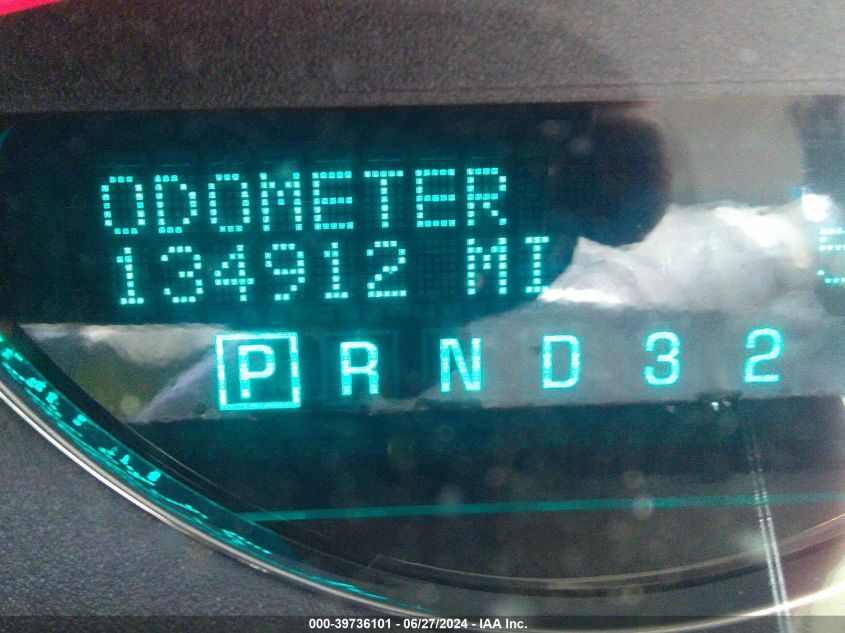 ODOMETER
134912 MI
P R N D 3 2
000-39736101 - 06/27/2024 - IAA Inc.